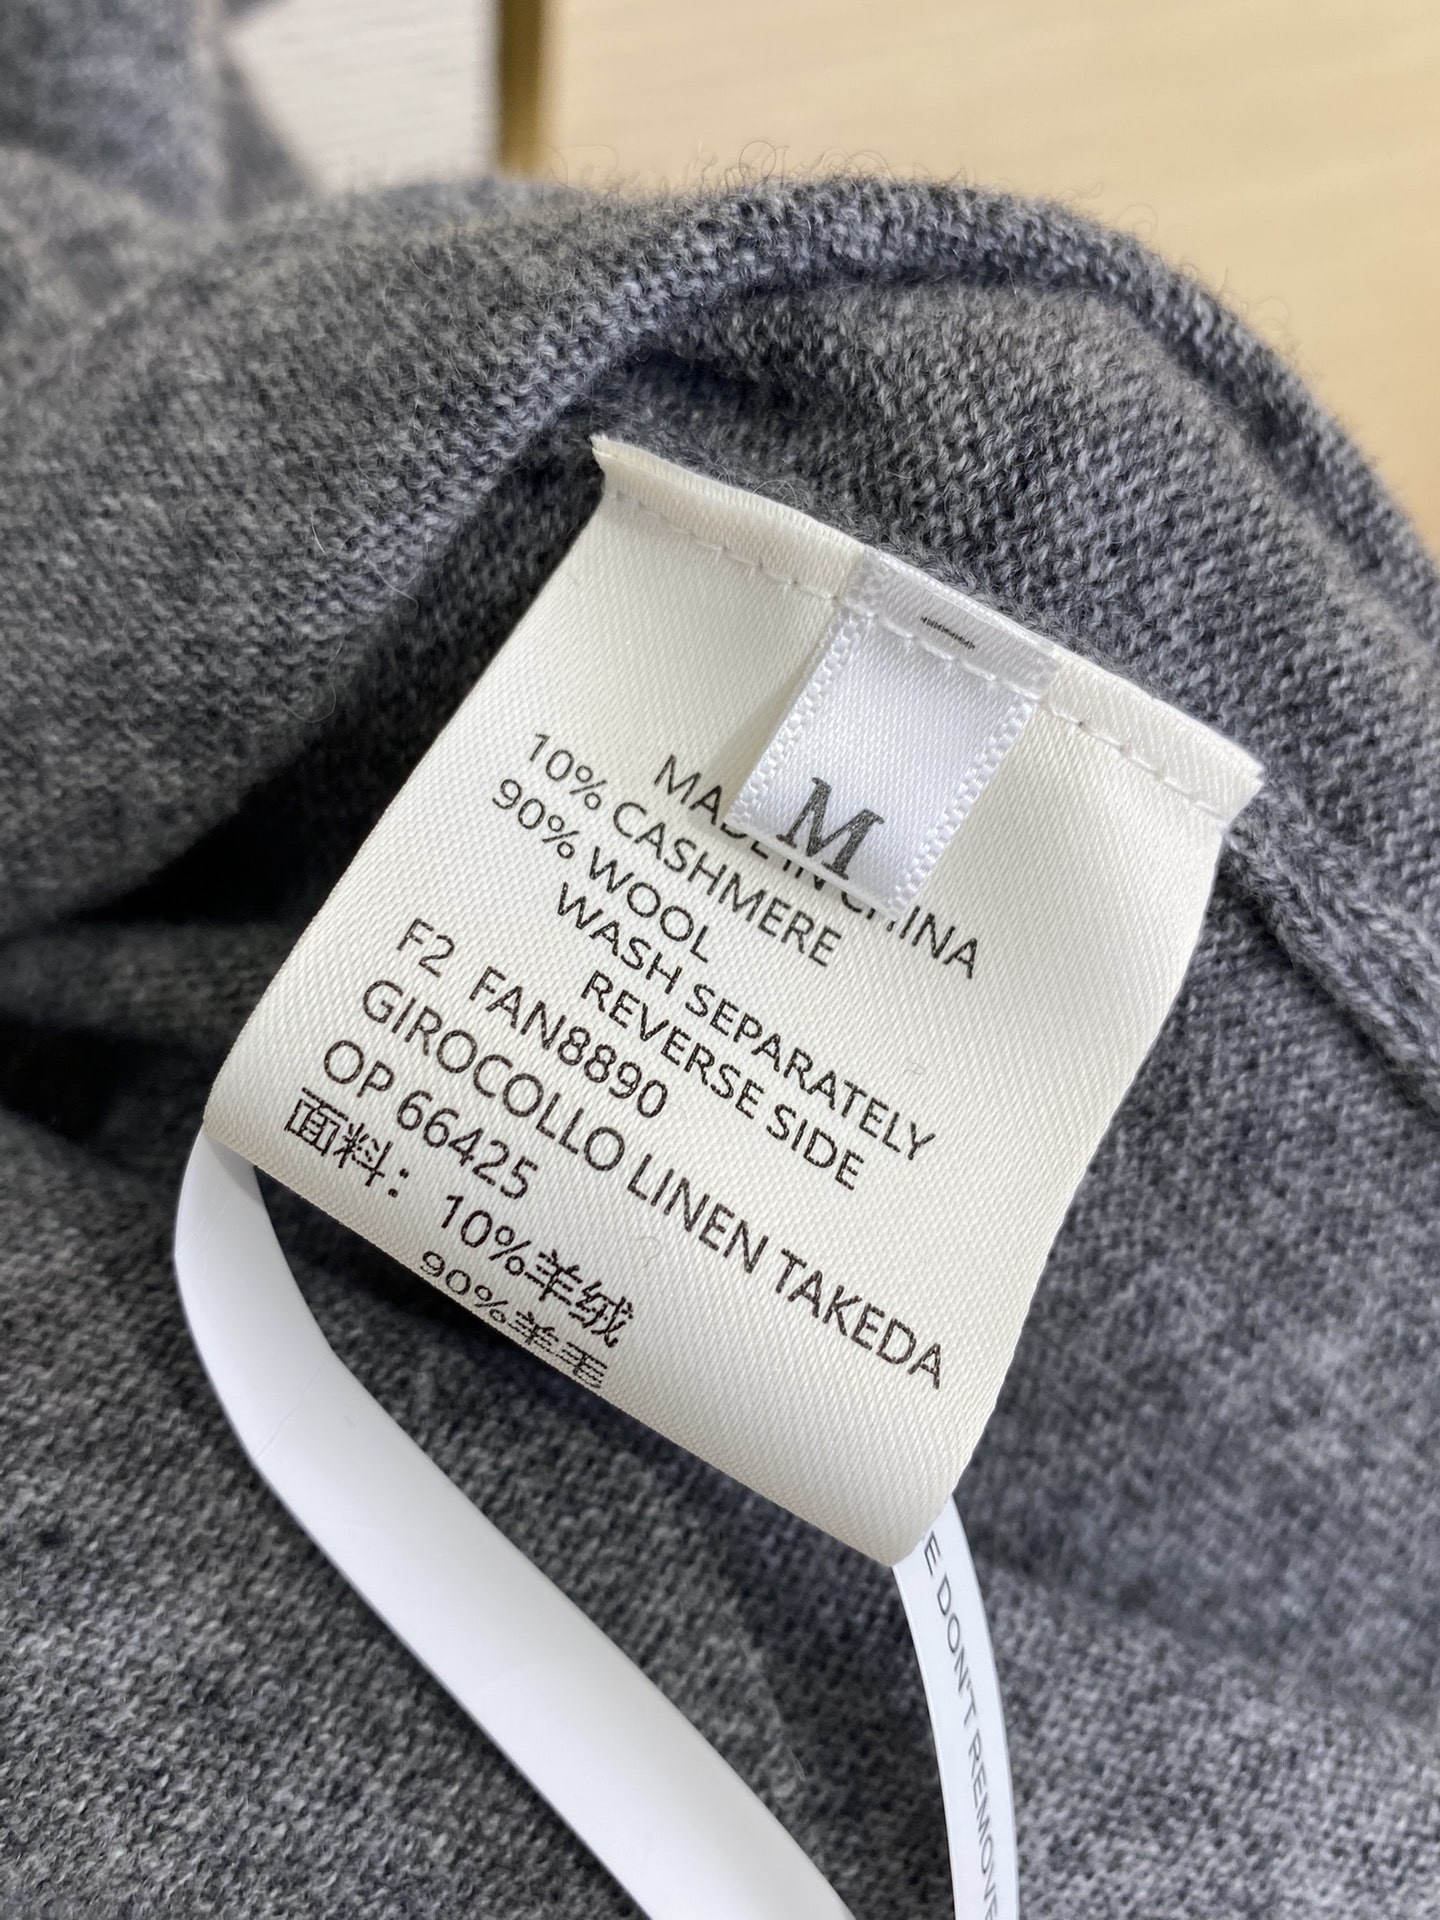 M
MADE IN CHINA
10% CASHMERE
90% WOOL
WASH SEPARATELY
REVERSE SIDE
F2 FAN8890
GIROCOLLO LINEN TAKEDA
OP 66425
面料： 10%羊绒
90%羊毛
E DON'T REMOVE